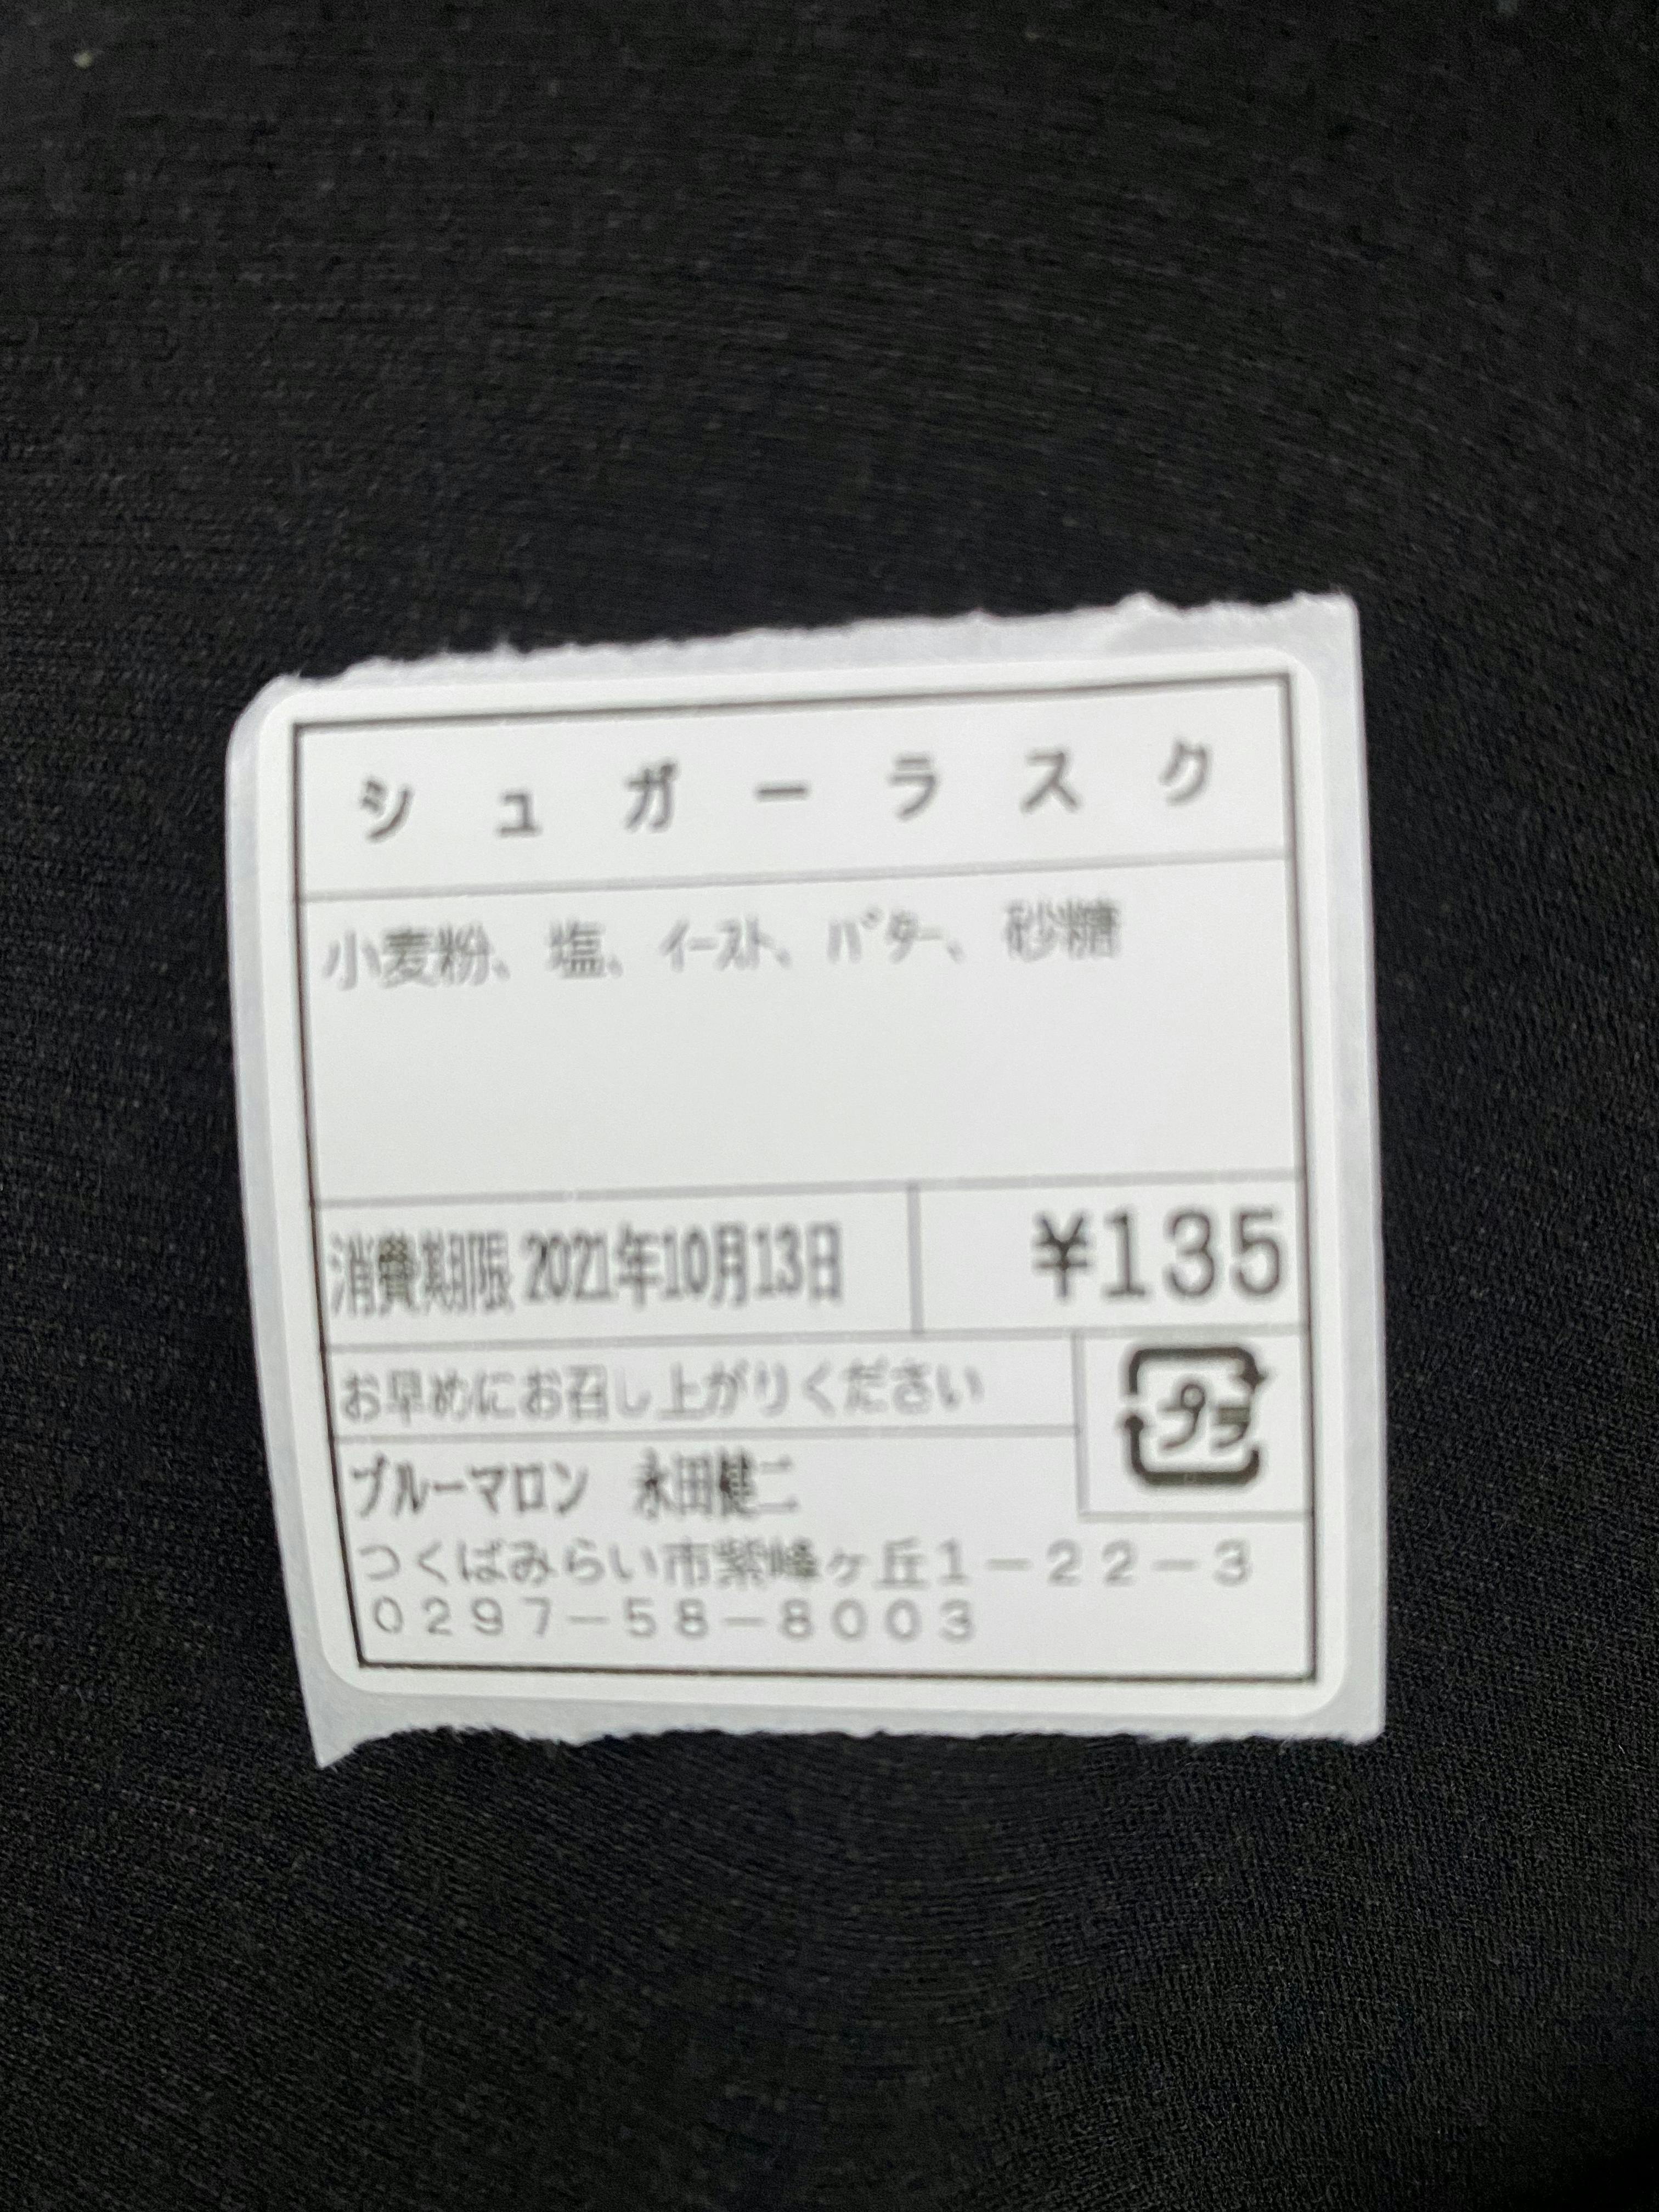 シュガーラスク
小麦粉、塩、ｲｰｽﾄ、ﾊﾞﾀｰ、砂糖
消費期限 2021年10月13日
¥135
お早めにお召し上がりください
プラ
ブルーマロン　永田健二
つくばみらい市紫峰ヶ丘１－２２－３
０２９７－５８－８００３